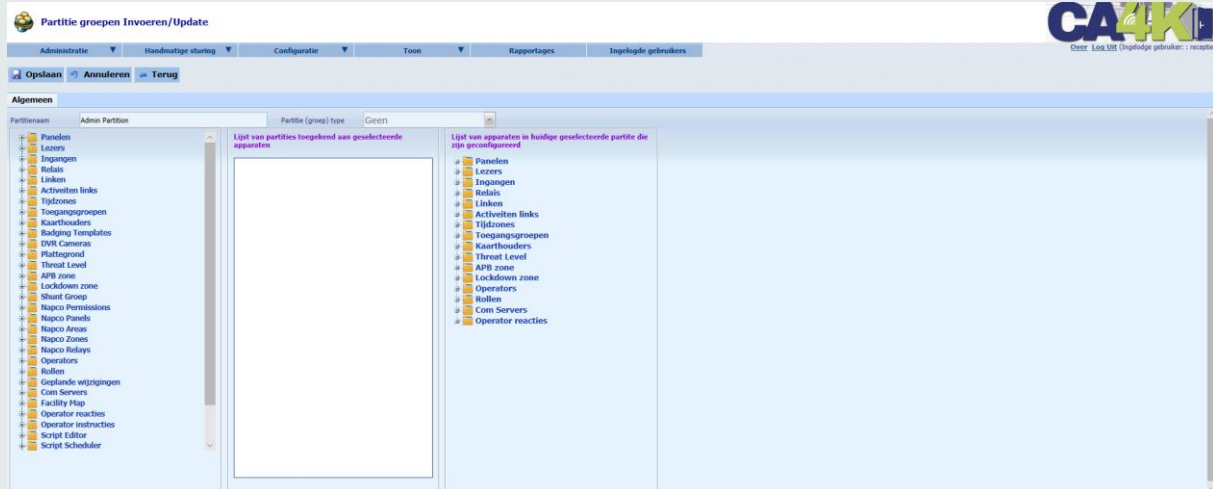 Partitie groepen Invoeren/Update
CA4K
Administratie Handmatige sturing Configuratie Toon Rapportages Ingelogde gebruikers
Over Log Uit (Ingelodge gebruiker: : receptie
Opslaan Annuleren Terug
Algemeen
Partitienaam Admin Partition Partitie (groep) type Geen
Panelen
Lezers
Ingangen
Relais
Linken
Activeiten links
Tijdzones
Toegangsgroepen
Kaarthouders
Badging Templates
DVR Cameras
Plattegrond
Threat Level
APB zone
Lockdown zone
Shunt Groep
Napco Permissions
Napco Panels
Napco Areas
Napco Zones
Napco Relays
Operators
Rollen
Geplande wijzigingen
Com Servers
Facility Map
Operator reacties
Operator instructies
Script Editor
Script Scheduler
Lijst van partities toegekend aan geselecteerde
apparaten
Lijst van apparaten in huidige geselecteerde partite die
zijn geconfigureerd
Panelen
Lezers
Ingangen
Relais
Linken
Activeiten links
Tijdzones
Toegangsgroepen
Kaarthouders
Threat Level
APB zone
Lockdown zone
Operators
Rollen
Com Servers
Operator reacties